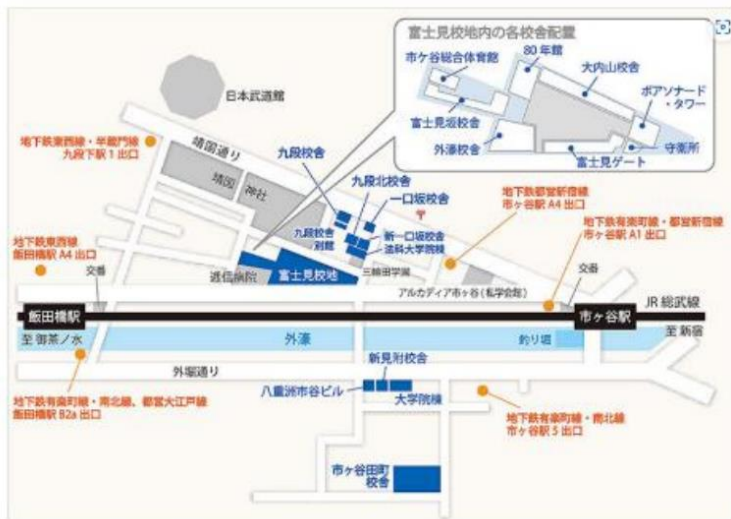 富士見校地内の各校舎配置
80年館
市ケ谷総合体育館
大内山校舎
ボアソナード
・タワー
富士見坂校舎
外濠校舎
守衛所
富士見ゲート
日本武道館
地下鉄東西線・半蔵門線
九段下駅1出口
靖国通り
靖国
神社
九段校舎
九段北校舎
一口坂校舎
〒
九段校舎
別館
新一口坂校舎
法科大学院棟
地下鉄都営新宿線
市ヶ谷駅A4出口
地下鉄有楽町線・都営新宿線
市ヶ谷駅A1出口
地下鉄東西線
飯田橋駅A4出口
交番
逓信病院
富士見校地
三輪田学園
アルカディア市ヶ谷(私学会館)
交番
JR総武線
飯田橋駅
市ヶ谷駅
至 御茶ノ水
外濠
釣り堀
至 新宿
外堀通り
新見附校舎
八重洲市谷ビル
大学院棟
地下鉄有楽町線・南北線、都営大江戸線
飯田橋駅B2a出口
地下鉄有楽町線・南北線
市ヶ谷駅5出口
市ヶ谷田町
校舎